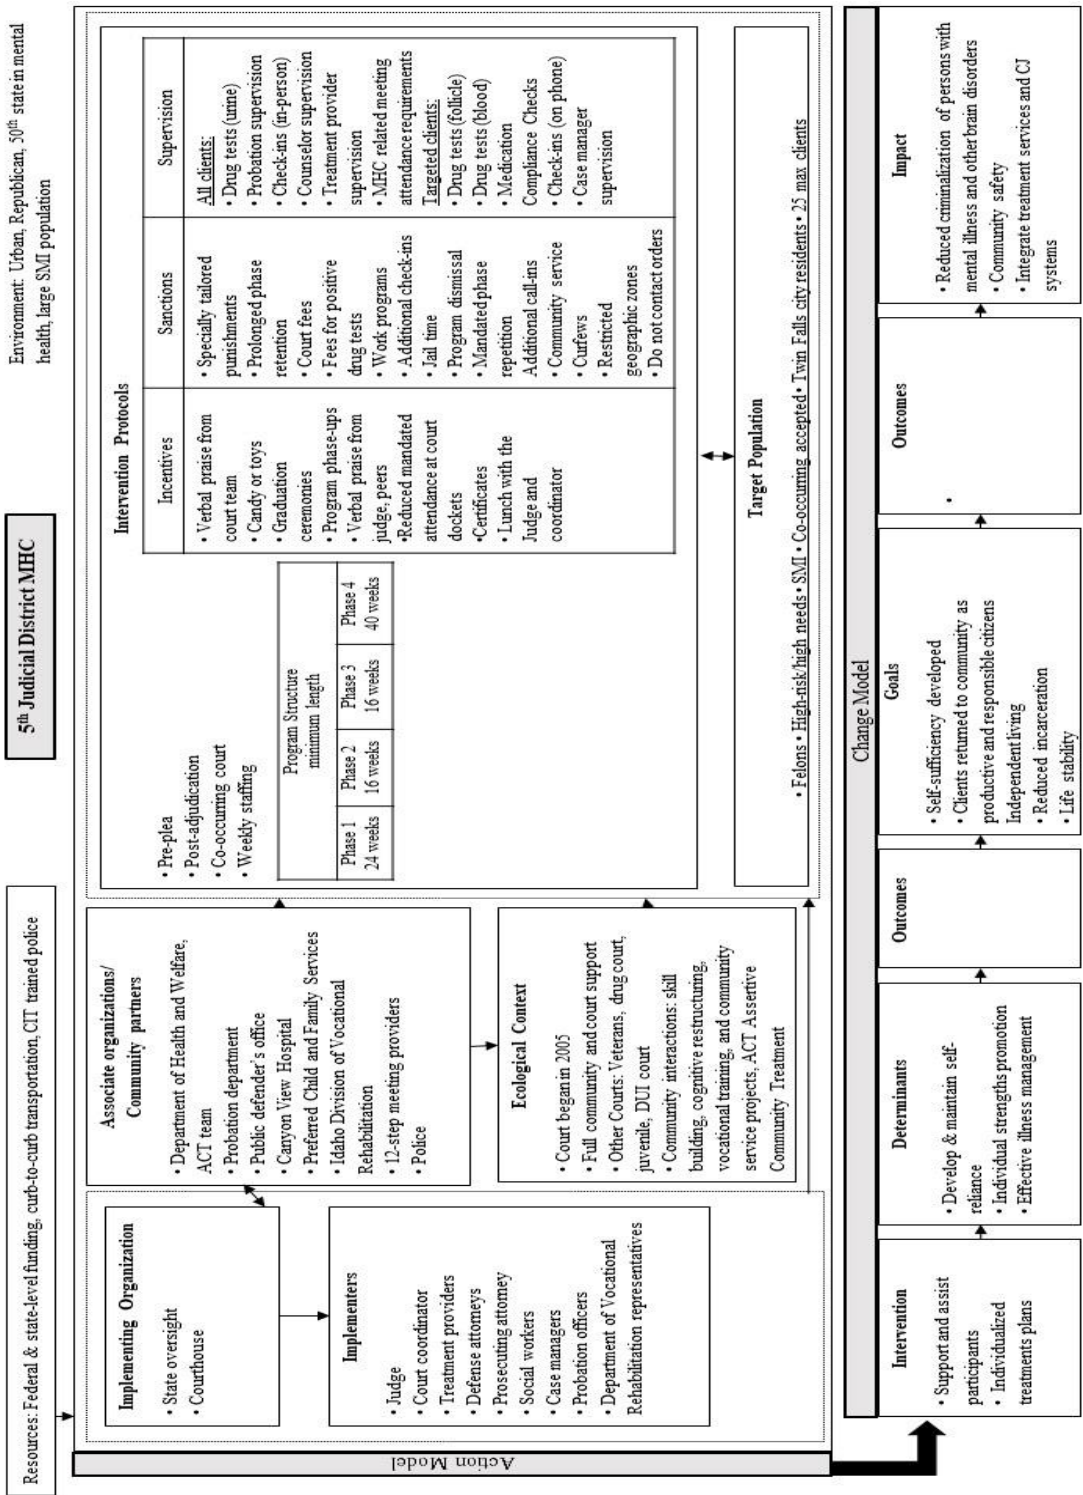 Resources: Federal & state-level funding, curb-to-curb transportation, CIT trained police
5th Judicial District MHC
Environment: Urban, Republican, 50th state in mental
health, large SMI population
Action Model
Implementing Organization
• State oversight
• Courthouse
Implementers
• Judge
• Court coordinator
• Treatment providers
• Defense attorneys
• Prosecuting attorney
• Social workers
• Case managers
• Probation officers
• Department of Vocational
Rehabilitation representatives
Associate organizations/
Community partners
• Department of Health and Welfare,
ACT team
• Probation department
• Public defender's office
• Canyon View Hospital
• Preferred Child and Family Services
• Idaho Division of Vocational
Rehabilitation
• 12-step meeting providers
• Police
Ecological Context
• Court began in 2005
• Full community and court support
• Other Courts: Veterans, drug court,
juvenile, DUI court
• Community interactions: skill
building, cognitive restructuring,
vocational training, and community
service projects, ACT Assertive
Community Treatment
Intervention Protocols
• Pre-plea
• Post-adjudication
• Co-occurring court
• Weekly staffing
Program Structure
minimum length
Phase 1 Phase 2 Phase 3 Phase 4
24 weeks 16 weeks 16 weeks 40 weeks
Incentives
• Verbal praise from
court team
• Candy or toys
• Graduation
ceremonies
• Program phase-ups
• Verbal praise from
judge, peers
•Reduced mandated
attendance at court
dockets
•Certificates
• Lunch with the
Judge and
coordinator
Sanctions
• Specially tailored
punishments
• Prolonged phase
retention
• Court fees
• Fees for positive
drug tests
• Work programs
• Additional check-ins
• Jail time
• Program dismissal
• Mandated phase
repetition
Additional call-ins
• Community service
• Curfews
• Restricted
geographic zones
• Do not contact orders
Supervision
All clients:
• Drug tests (urine)
• Probation supervision
• Check-ins (in-person)
• Counselor supervision
• Treatment provider
supervision
• MHC related meeting
attendance requirements
Targeted clients:
• Drug tests (follicle)
• Drug tests (blood)
• Medication
Compliance Checks
• Check-ins (on phone)
• Case manager
supervision
Target Population
• Felons • High-risk/high needs • SMI • Co-occurring accepted • Twin Falls city residents • 25 max clients
Change Model
Intervention
• Support and assist
participants
• Individualized
treatments plans
Determinants
• Develop & maintain self-
reliance
• Individual strengths promotion
• Effective illness management
Outcomes
Goals
• Self-sufficiency developed
• Clients returned to community as
productive and responsible citizens
Independent living
• Reduced incarceration
• Life stability
Outcomes
•
Impact
• Reduced criminalization of persons with
mental illness and other brain disorders
• Community safety
• Integrate treatment services and CJ
systems